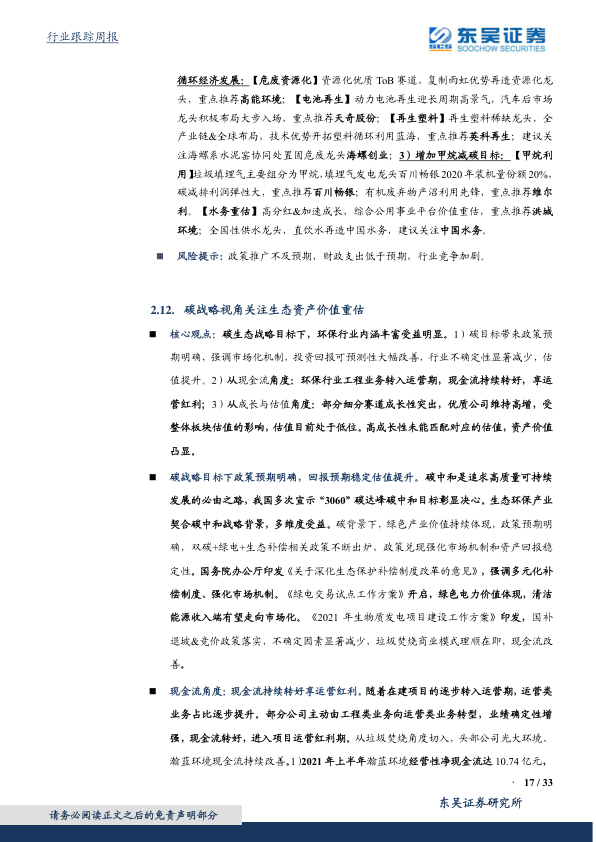 行业跟踪周报
东吴证券
SCS
SOOCHOW SECURITIES
循环经济发展：【危废资源化】资源化优质 ToB 赛道，复制雨虹优势再造资源化龙
头，重点推荐高能环境；【电池再生】动力电池再生迎长周期高景气，汽车后市场
龙头积极布局大步入场，重点推荐天奇股份；【再生塑料】再生塑料稀缺龙头，全
产业链&全球布局，技术优势开拓塑料循环利用蓝海，重点推荐英科再生；建议关
注海螺系水泥窑协同处置固危废龙头海螺创业；3）增加甲烷减碳目标：【甲烷利
用】垃圾填埋气主要组分为甲烷，填埋气发电龙头百川畅银 2020 年装机量份额 20%，
碳减排利润弹性大，重点推荐百川畅银；有机废弃物产沼利用先锋，重点推荐维尔
利。【水务重估】高分红&加速成长，综合公用事业平台价值重估，重点推荐洪城
环境；全国性供水龙头，直饮水再造中国水务，建议关注中国水务。
■ 风险提示：政策推广不及预期，财政支出低于预期，行业竞争加剧。
2.12. 碳战略视角关注生态资产价值重估
■ 核心观点：碳生态战略目标下，环保行业内涵丰富受益明显。1）碳目标带来政策预
期明确，强调市场化机制，投资回报可预测性大幅改善，行业不确定性显著减少，估
值提升。2）从现金流角度：环保行业工程业务转入运营期，现金流持续转好，享运
营红利；3）从成长与估值角度：部分细分赛道成长性突出，优质公司维持高增，受
整体板块估值的影响，估值目前处于低位。高成长性未能匹配对应的估值，资产价值
凸显。
■ 碳战略目标下政策预期明确，回报预期稳定估值提升。碳中和是追求高质量可持续
发展的必由之路，我国多次宣示“3060”碳达峰碳中和目标彰显决心。生态环保产业
契合碳中和战略背景，多维度受益。碳背景下，绿色产业价值持续体现，政策预期明
确，双碳+绿电+生态补偿相关政策不断出炉，政策兑现强化市场机制和资产回报稳
定性。国务院办公厅印发《关于深化生态保护补偿制度改革的意见》，强调多元化补
偿制度、强化市场机制。《绿电交易试点工作方案》开启，绿色电力价值体现，清洁
能源收入端有望走向市场化。《2021 年生物质发电项目建设工作方案》印发，国补
退坡&竞价政策落实，不确定因素显著减少，垃圾焚烧商业模式理顺在即，现金流改
善。
■ 现金流角度：现金流持续转好享运营红利。随着在建项目的逐步转入运营期，运营类
业务占比逐步提升。部分公司主动由工程类业务向运营类业务转型，业绩确定性增
强，现金流转好，进入项目运营红利期。从垃圾焚烧角度切入，头部公司光大环境、
瀚蓝环境现金流持续改善。1）2021 年上半年瀚蓝环境经营性净现金流达 10.74 亿元，
17 / 33
东吴证券研究所
请务必阅读正文之后的免责声明部分